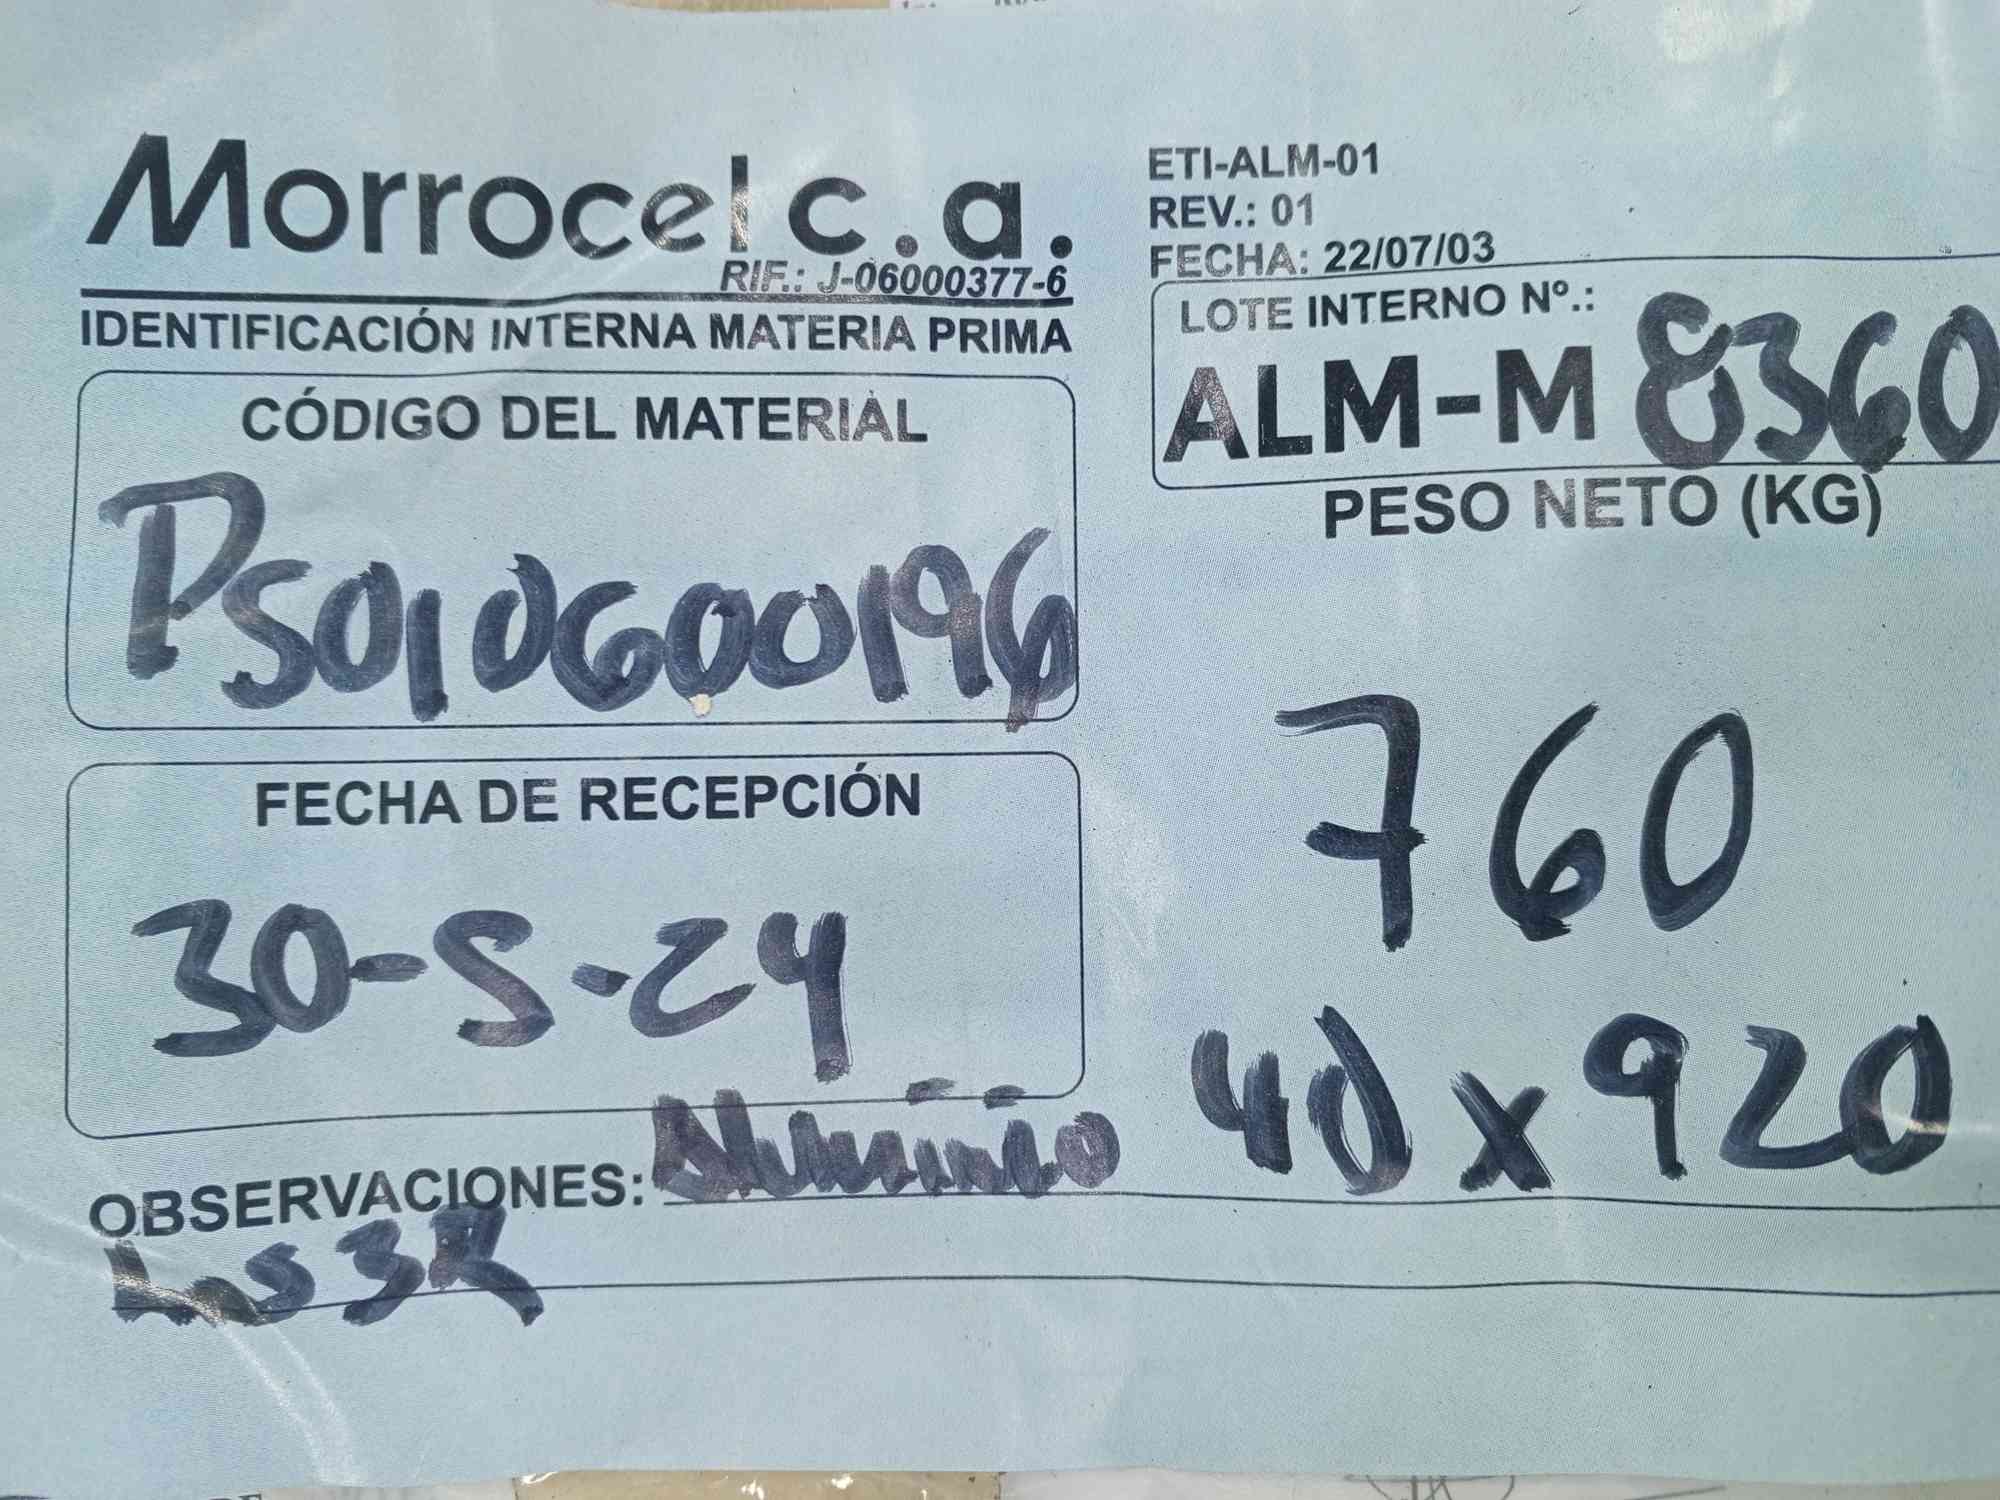 Morrocel c.a.
RIF.: J-06000377-6
IDENTIFICACIÓN INTERNA MATERIA PRIMA
ETI-ALM-01
REV.: 01
FECHA: 22/07/03
LOTE INTERNO Nº.:
ALM-M 8360
CÓDIGO DEL MATERIAL
PS010600196
PESO NETO (KG)
760
FECHA DE RECEPCIÓN
30-5-24
40 x 920
OBSERVACIONES: Aluminio